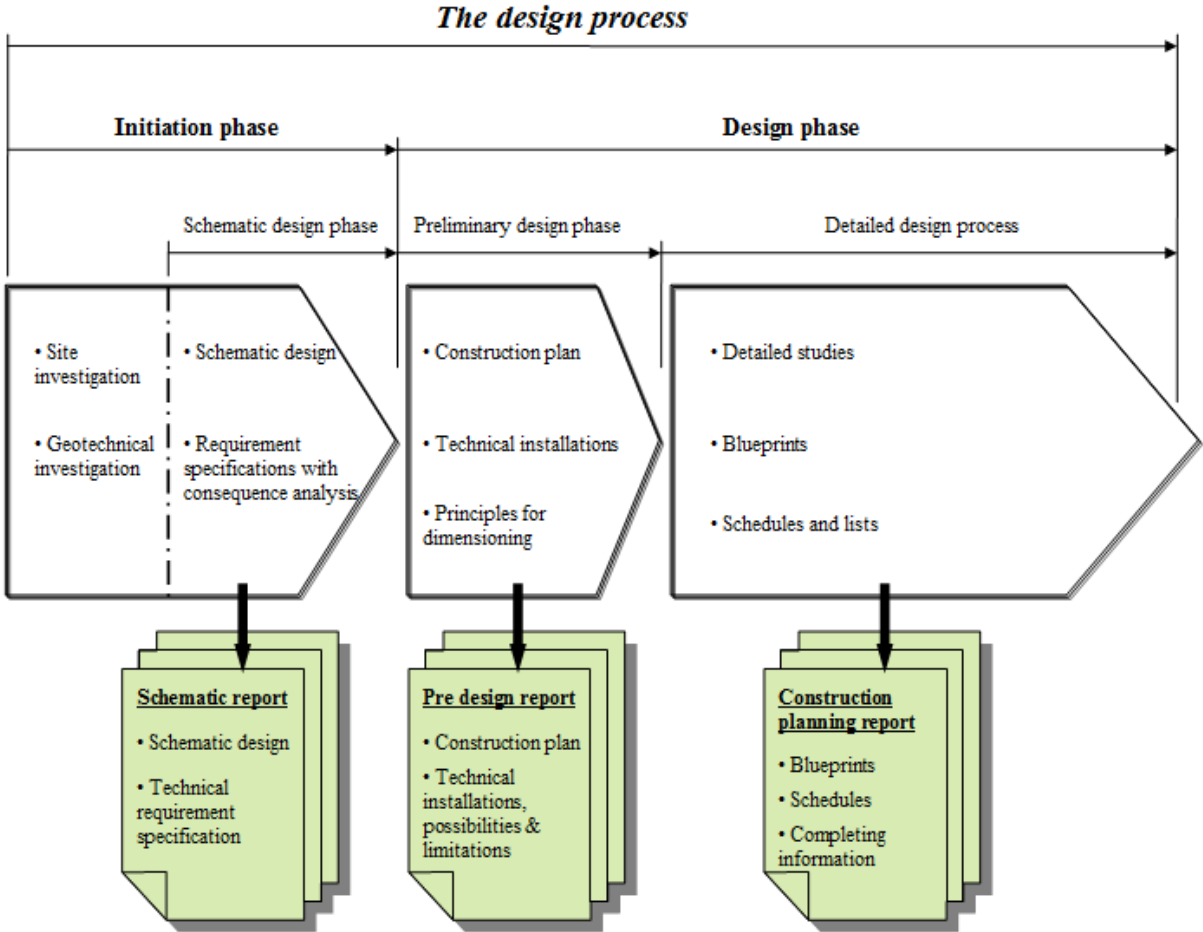 The design process
Initiation phase
Design phase
Schematic design phase
Preliminary design phase
Detailed design process
• Site
investigation
• Geotechnical
investigation
• Schematic design
• Requirement
specifications with
consequence analysis
• Construction plan
• Technical installations
• Principles for
dimensioning
• Detailed studies
• Blueprints
• Schedules and lists
Schematic report
• Schematic design
• Technical
requirement
specification
Pre design report
• Construction plan
• Technical
installations,
possibilities &
limitations
Construction
planning report
• Blueprints
• Schedules
• Completing
information